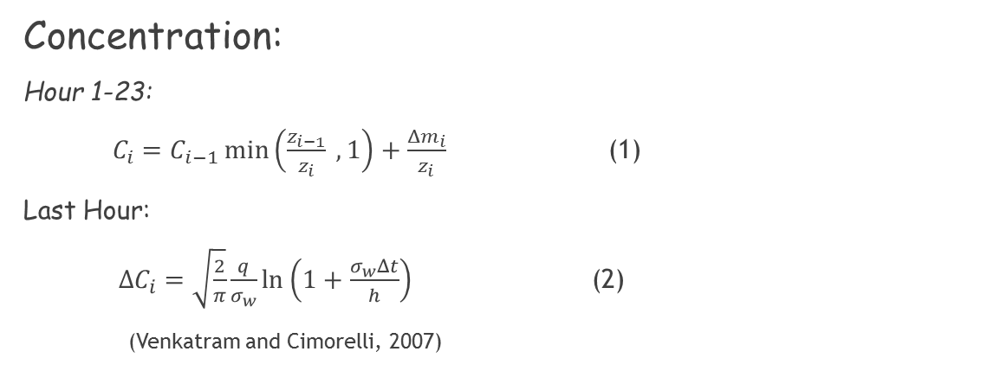 Concentration:
Hour 1-23:
C_i = C_{i−1} min(z_{i−1}/z_i , 1) + Δm_i/z_i (1)
Last Hour:
ΔC_i = √(2/π) q/σ_w ln(1 + σ_wΔt/h) (2)
(Venkatram and Cimorelli, 2007)